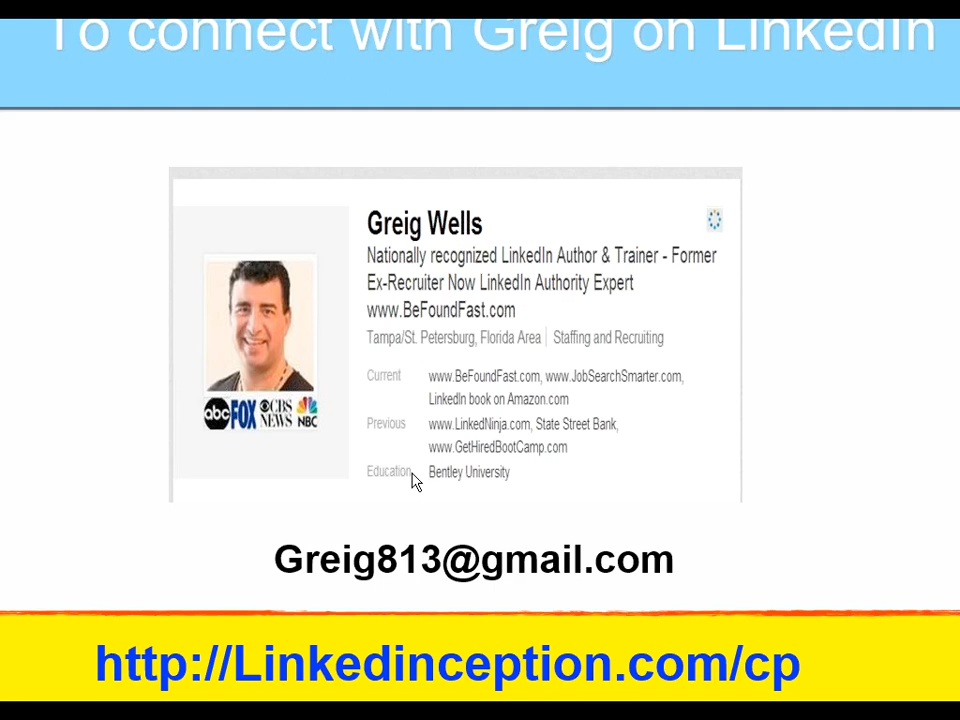 To connect with Greig on LinkedIn
Greig Wells
Nationally recognized LinkedIn Author & Trainer - Former
Ex-Recruiter Now LinkedIn Authority Expert
www.BeFoundFast.com
Tampa/St. Petersburg, Florida Area | Staffing and Recruiting
Current www.BeFoundFast.com, www.JobSearchSmarter.com,
LinkedIn book on Amazon.com
Previous www.LinkedNinja.com, State Street Bank,
www.GetHiredBootCamp.com
Education Bentley University
abc FOX CBS NEWS NBC
Greig813@gmail.com
http://Linkedinception.com/cp